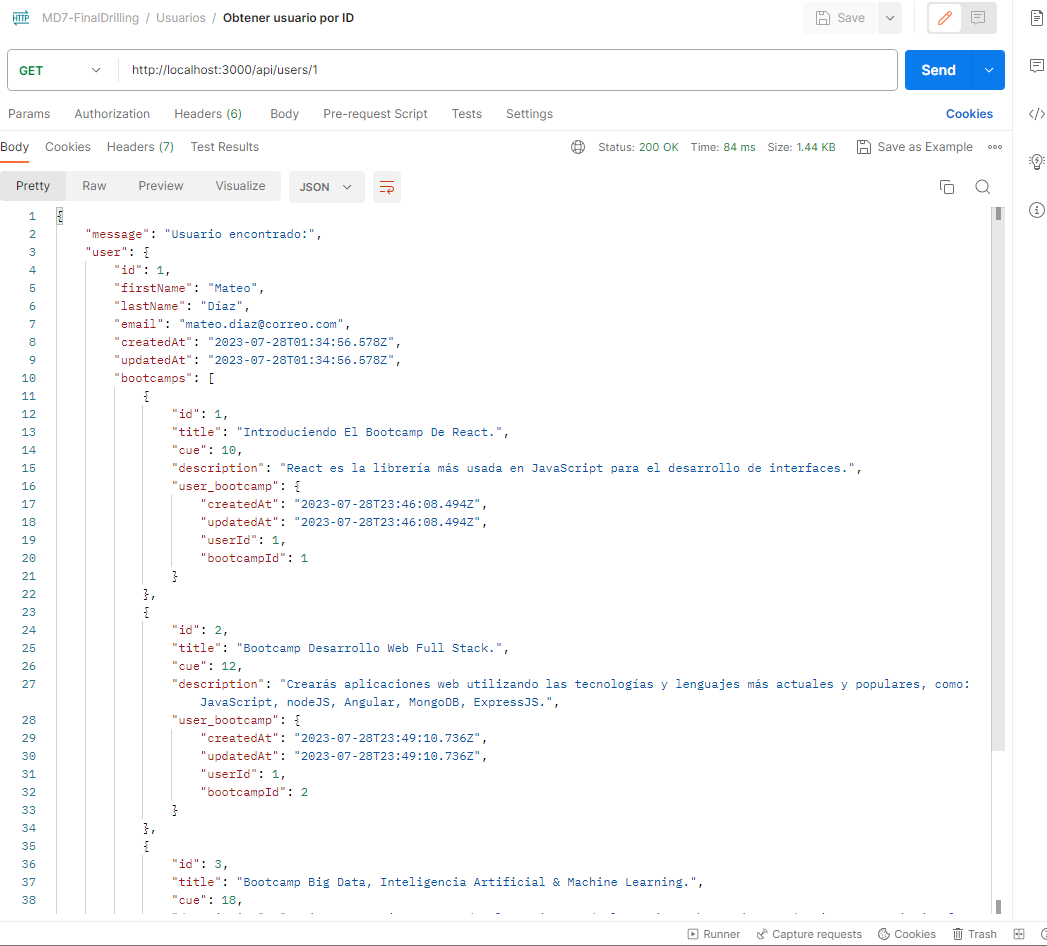 HTTP MD7-FinalDrilling / Usuarios / Obtener usuario por ID Save
GET http://localhost:3000/api/users/1 Send
Params Authorization Headers (6) Body Pre-request Script Tests Settings Cookies
Body Cookies Headers (7) Test Results Status: 200 OK Time: 84 ms Size: 1.44 KB Save as Example
Pretty Raw Preview Visualize JSON
1 {
2 "message": "Usuario encontrado:",
3 "user": {
4 "id": 1,
5 "firstName": "Mateo",
6 "lastName": "Díaz",
7 "email": "mateo.diaz@correo.com",
8 "createdAt": "2023-07-28T01:34:56.578Z",
9 "updatedAt": "2023-07-28T01:34:56.578Z",
10 "bootcamps": [
11 {
12 "id": 1,
13 "title": "Introduciendo El Bootcamp De React.",
14 "cue": 10,
15 "description": "React es la librería más usada en JavaScript para el desarrollo de interfaces.",
16 "user_bootcamp": {
17 "createdAt": "2023-07-28T23:46:08.494Z",
18 "updatedAt": "2023-07-28T23:46:08.494Z",
19 "userId": 1,
20 "bootcampId": 1
21 }
22 },
23 {
24 "id": 2,
25 "title": "Bootcamp Desarrollo Web Full Stack.",
26 "cue": 12,
27 "description": "Crearás aplicaciones web utilizando las tecnologías y lenguajes más actuales y populares, como:
JavaScript, nodeJS, Angular, MongoDB, ExpressJS.",
28 "user_bootcamp": {
29 "createdAt": "2023-07-28T23:49:10.736Z",
30 "updatedAt": "2023-07-28T23:49:10.736Z",
31 "userId": 1,
32 "bootcampId": 2
33 }
34 },
35 {
36 "id": 3,
37 "title": "Bootcamp Big Data, Inteligencia Artificial & Machine Learning.",
38 "cue": 18,
Runner Capture requests Cookies Trash